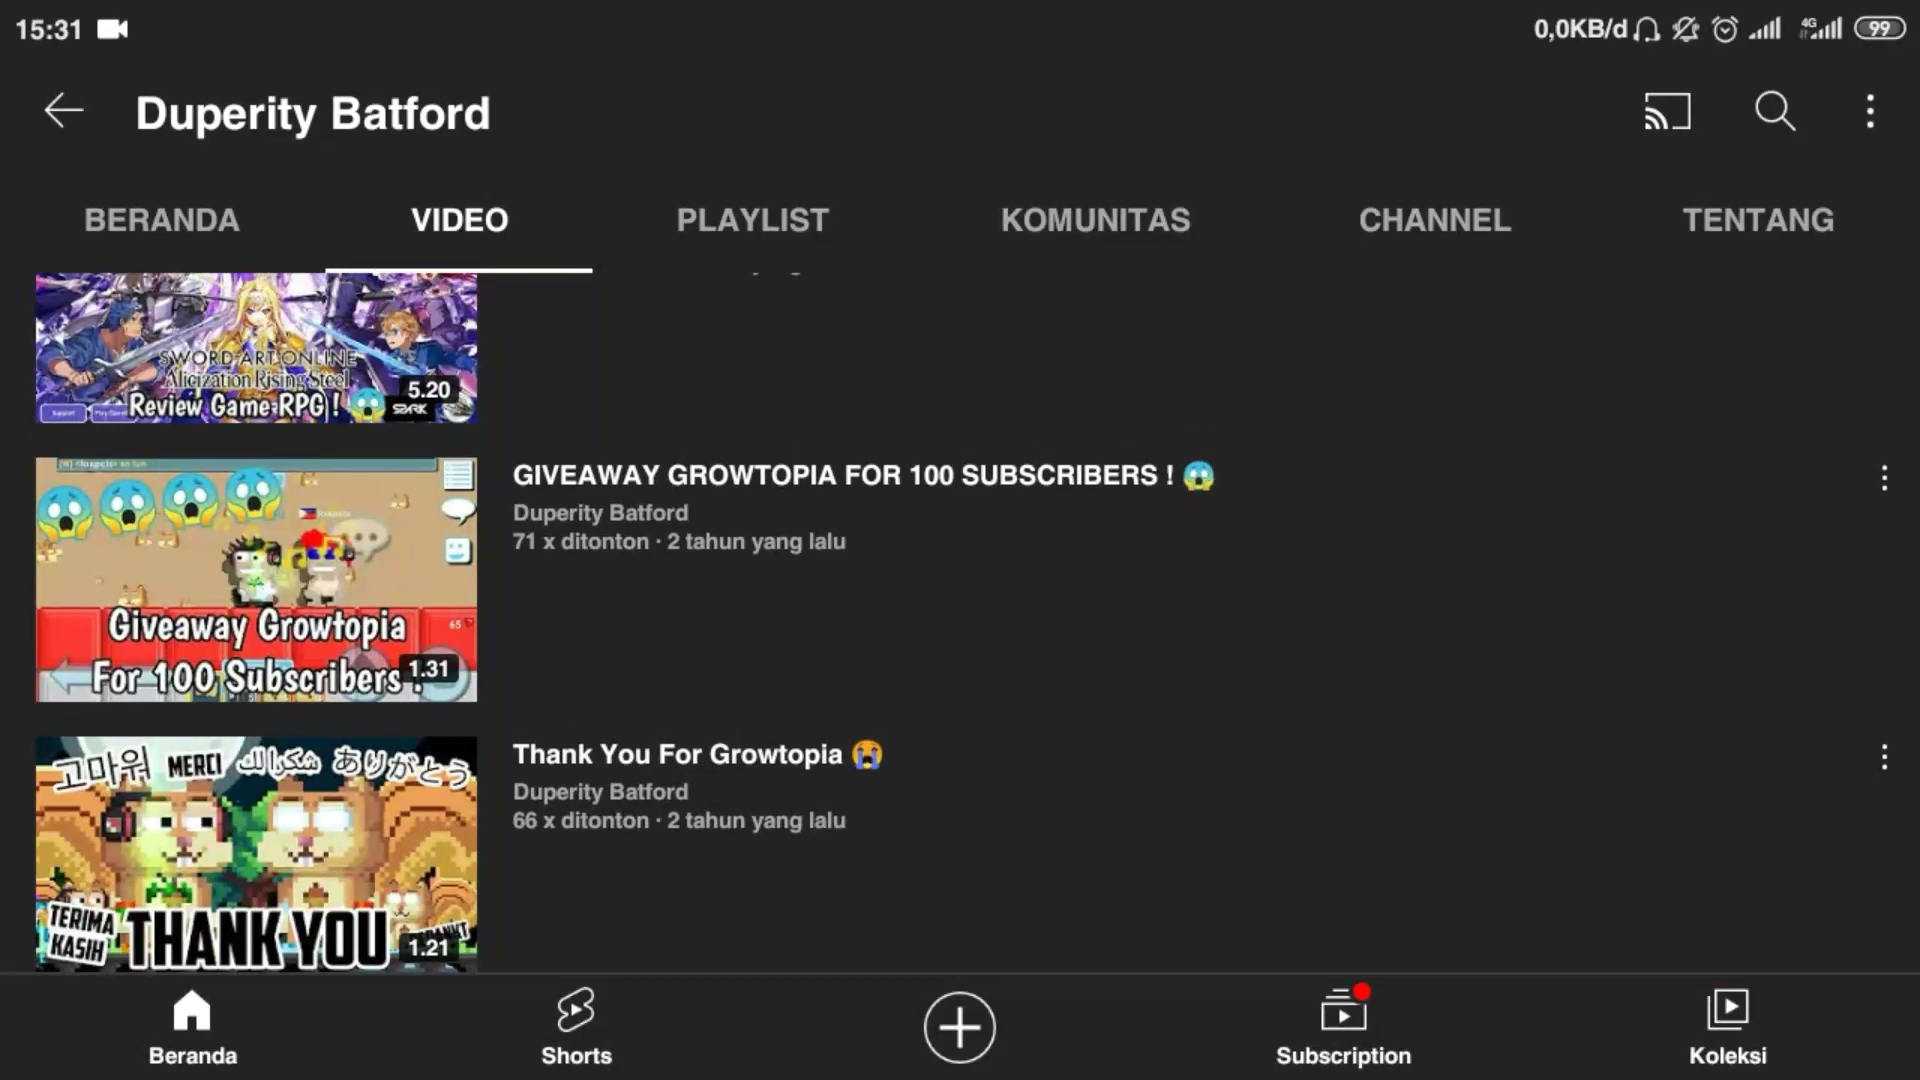 15:31
0,0KB/d
4G
99
Duperity Batford
BERANDA
VIDEO
PLAYLIST
KOMUNITAS
CHANNEL
TENTANG
SWORD ART ONLINE
Alicization Rising Steel
Review Game RPG !
5.20
GIVEAWAY GROWTOPIA FOR 100 SUBSCRIBERS ! 😱
Duperity Batford
71 x ditonton · 2 tahun yang lalu
65
Giveaway Growtopia
For 100 Subscribers !
1.31
Thank You For Growtopia 😭
Duperity Batford
66 x ditonton · 2 tahun yang lalu
고마워 MERCI شكرا لك ありがとう
TERIMA
KASIH
THANK YOU
1.21
Beranda
Shorts
Subscription
Koleksi